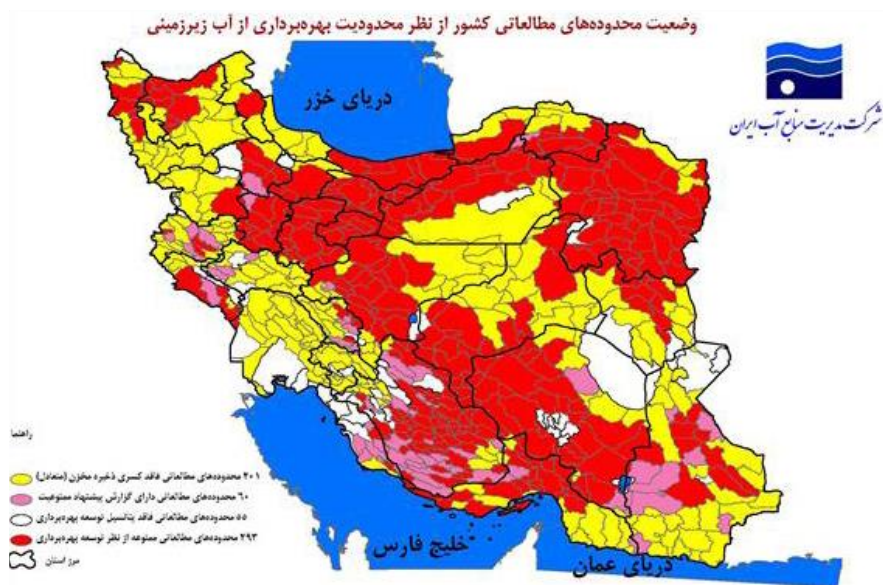 وضعیت محدوده‌های مطالعاتی کشور از نظر محدودیت بهره‌برداری از آب زیرزمینی
دریای خزر
شرکت مدیریت منابع آب ایران
راهنما
۲۰۱ محدوده‌های مطالعاتی فاقد کسری ذخیره مخزن (متعادل)
۶۰ محدوده‌های مطالعاتی دارای گزارش پیشنهاد ممنوعیت
۵۵ محدوده‌های مطالعاتی فاقد پتانسیل توسعه بهره‌برداری
۲۹۳ محدوده‌های مطالعاتی ممنوعه از نظر توسعه بهره‌برداری
مرز استان
خلیج فارس
دریای عمان